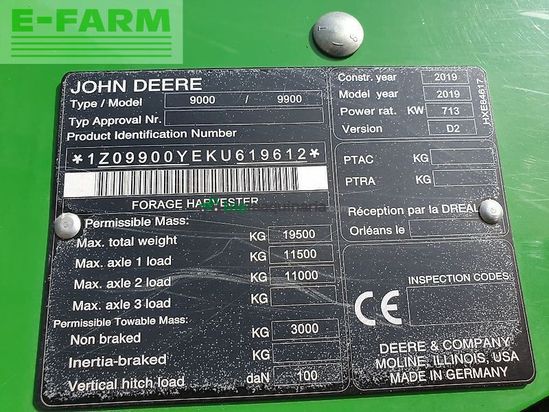 E-FARM
JOHN DEERE
Type / Model 9000 / 9900
Typ Approval Nr.
Product Identification Number
*1Z09900YEKU619612*
FORAGE HARVESTER
Permissible Mass:
Max. total weight KG 19500
Max. axle 1 load KG 11500
Max. axle 2 load KG 11000
Max. axle 3 load KG
Permissible Towable Mass:
Non braked KG 3000
Inertia-braked KG
Vertical hitch load daN 100
Constr. year 2019
Model year 2019
Power rat. KW 713
Version D2
HXE84617
PTAC KG
PTRA KG
Réception par la DREAL
Orléans le
INSPECTION CODES:
CE
DEERE & COMPANY
MOLINE, ILLINOIS, USA
MADE IN GERMANY